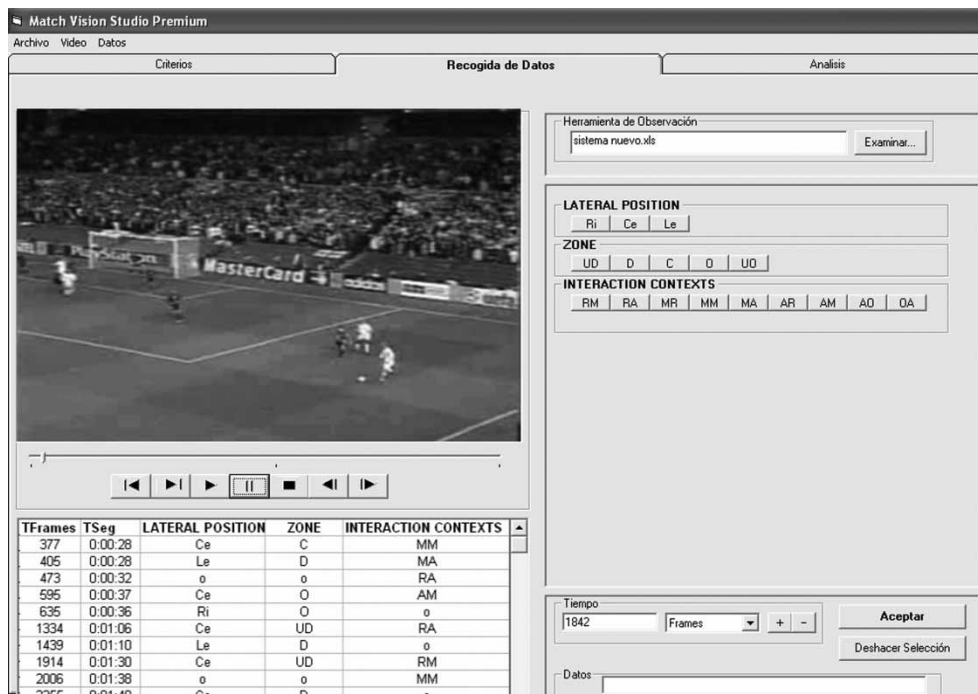 Match Vision Studio Premium
Archivo Video Datos
Criterios Recogida de Datos Analisis
PlayStation MasterCard adidas
Herramienta de Observación
sistema nuevo.xls Examinar...
LATERAL POSITION
Ri Ce Le
ZONE
UD D C O UO
INTERACTION CONTEXTS
RM RA MR MM MA AR AM AO OA
TFrames TSeg LATERAL POSITION ZONE INTERACTION CONTEXTS
377 0:00:28 Ce C MM
405 0:00:28 Le D MA
473 0:00:32 o o RA
595 0:00:37 Ce O AM
635 0:00:36 Ri O o
1334 0:01:06 Ce UD RA
1439 0:01:10 Le D o
1914 0:01:30 Ce UD RM
2006 0:01:38 o o MM
Tiempo
1842 Frames + -
Aceptar
Deshacer Selección
Datos